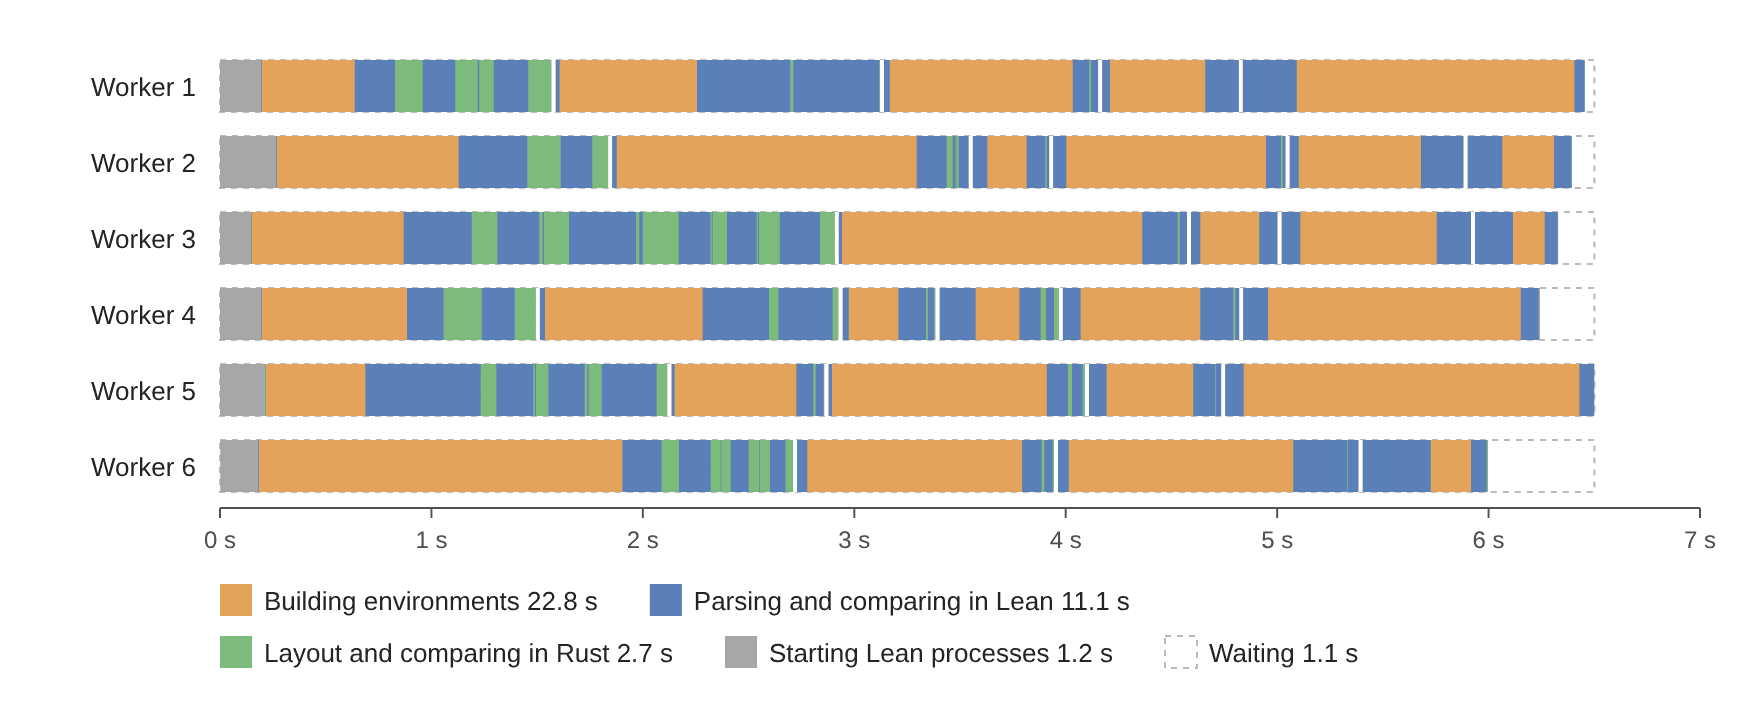 Worker 1
Worker 2
Worker 3
Worker 4
Worker 5
Worker 6
0 s 1 s 2 s 3 s 4 s 5 s 6 s 7 s
Building environments 22.8 s Parsing and comparing in Lean 11.1 s
Layout and comparing in Rust 2.7 s Starting Lean processes 1.2 s Waiting 1.1 s